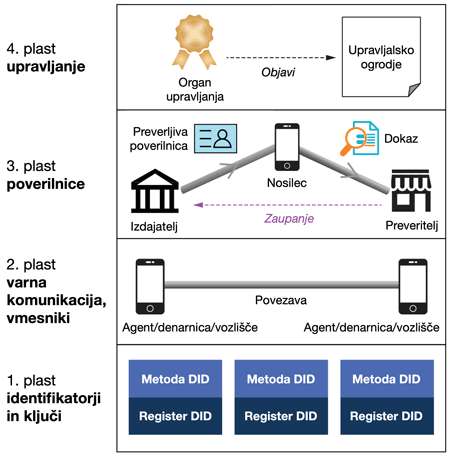 4. plast
upravljanje
Organ
upravljanja
Objavi
Upravljalsko
ogrodje
3. plast
poverilnice
Preverljiva
poverilnica
Nosilec
Dokaz
Izdajatelj
Zaupanje
Preveritelj
2. plast
varna
komunikacija,
vmesniki
Povezava
Agent/denarnica/vozlišče
Agent/denarnica/vozlišče
1. plast
identifikatorji
in ključi
Metoda DID
Metoda DID
Metoda DID
Register DID
Register DID
Register DID